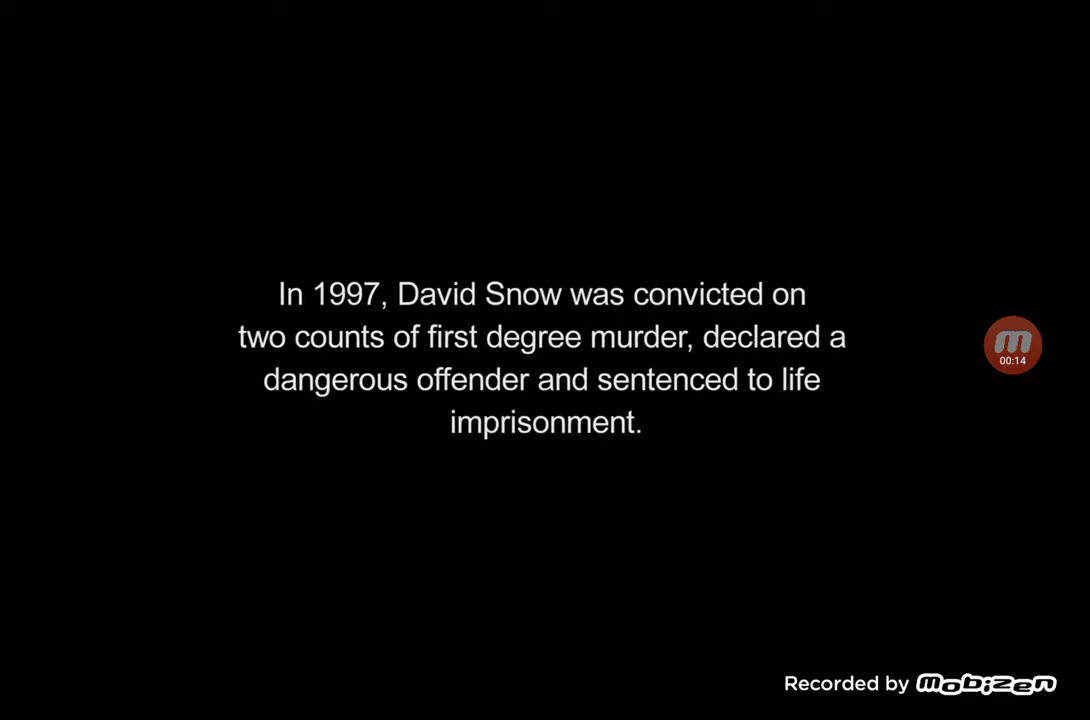 In 1997, David Snow was convicted on
two counts of first degree murder, declared a
dangerous offender and sentenced to life
imprisonment.
m
00:14
Recorded by mobizen